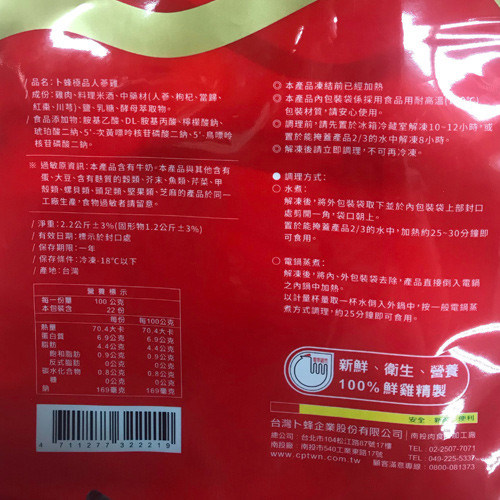 品名:卜蜂極品人蔘雞
/ 成份:雞肉、料理米酒、中藥材(人蔘、枸杞、當歸、
紅棗、川芎)、鹽、乳糖、酵母萃取物。
/ 食品添加物:胺基乙酸、DL-胺基丙酸、檸檬酸鈉、
琥珀酸二鈉、5'-次黃嘌呤核苷磷酸二鈉、5'-鳥嘌呤
核苷磷酸二鈉。
※ 過敏原資訊:本產品含有牛奶。本產品與其他含有
蛋、大豆、含有麩質的穀類、芥末、魚類、芹菜、甲
殼類、螺貝類、頭足類、堅果類、芝麻的產品於同一
工廠生產,食物過敏者請留意。
/ 淨重:2.2公斤±3%(固形物1.2公斤±3%)
/ 有效日期:標示於封口處
/ 保存期限:一年
/ 保存條件:冷凍-18℃以下
/ 產地:台灣
營養標示
每一份量 100公克
本包裝含 22份
每份 每100公克
熱量 70.4大卡 70.4大卡
蛋白質 6.9公克 6.9公克
脂肪 4.4公克 4.4公克
飽和脂肪 0.9公克 0.9公克
反式脂肪 0公克 0公克
碳水化合物 0.8公克 0.8公克
糖 0公克 0公克
鈉 169毫克 169毫克
4 711277 322219
◎ 本產品凍結前已經加熱
◎ 本產品內包裝袋係採用食品用耐高溫
包裝材質,請安心使用。
◎ 調理前,請先置於冰箱冷藏室解凍10~12小時,或
置於能掩蓋產品2/3的水中解凍8小時。
◎ 解凍後請立即調理,不可再冷凍。
● 調理方式:
◎ 水煮:
解凍後,將外包裝袋取下並於內包裝袋上部封口
處剪開一角,袋口朝上。
置於能掩蓋產品2/3的水中,加熱約25~30分鐘即
可食用。
◎ 電鍋蒸煮:
解凍後,將內、外包裝袋去除,產品直接倒入電鍋
之內鍋中加熱。
以計量杯量取一杯水倒入外鍋中,按一般電鍋蒸
煮方式調理,約25分鐘即可食用。
新鮮、衛生、營養
100%鮮雞精製
安全 便利
台灣卜蜂企業股份有限公司 南投肉食品加工廠
總公司 台北市104松江路87號17樓 TEL 02-2507-7071
南投廠 南投市540工業東路17號 TEL 049-225-5337
www.cptwn.com.tw 顧客滿意專線 0800-081373